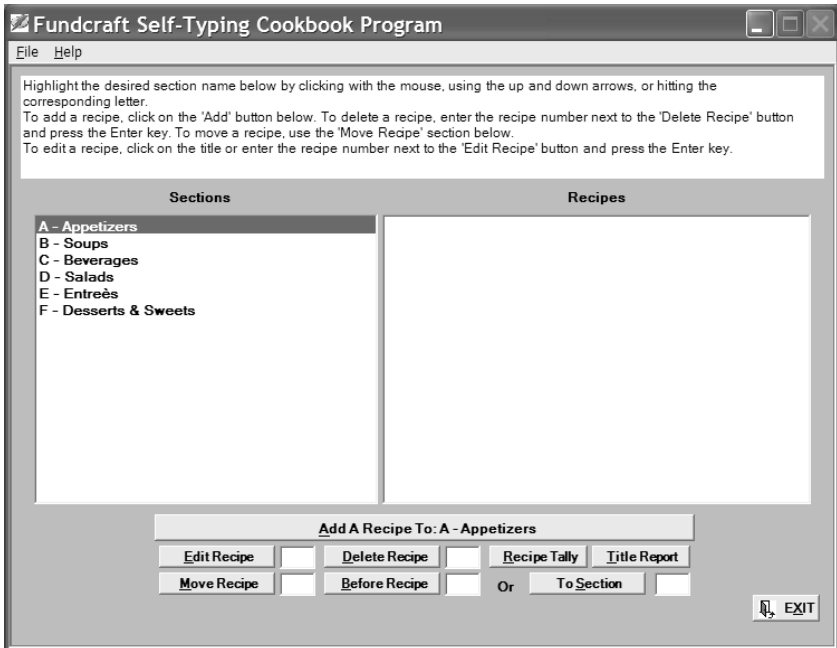 Fundcraft Self-Typing Cookbook Program
File Help
Highlight the desired section name below by clicking with the mouse, using the up and down arrows, or hitting the
corresponding letter.
To add a recipe, click on the 'Add' button below. To delete a recipe, enter the recipe number next to the 'Delete Recipe' button
and press the Enter key. To move a recipe, use the 'Move Recipe' section below.
To edit a recipe, click on the title or enter the recipe number next to the 'Edit Recipe' button and press the Enter key.
Sections Recipes
A - Appetizers
B - Soups
C - Beverages
D - Salads
E - Entreès
F - Desserts & Sweets
Add A Recipe To: A - Appetizers
Edit Recipe Delete Recipe Recipe Tally Title Report
Move Recipe Before Recipe Or To Section
EXIT